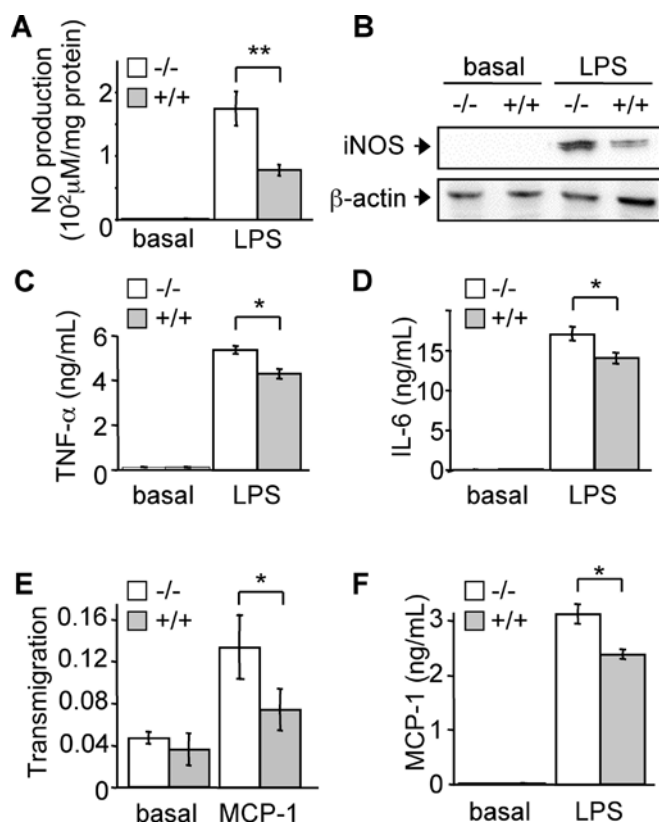 A
NO production
(10²µM/mg protein)
-/-
+/+
**
2
1
0
basal
LPS
B
basal LPS
-/- +/+ -/- +/+
iNOS
β-actin
C
TNF-α (ng/mL)
-/-
+/+
*
6
4
2
0
basal
LPS
D
IL-6 (ng/mL)
-/-
+/+
*
15
10
5
0
basal
LPS
E
Transmigration
-/-
+/+
*
0.16
0.12
0.08
0.04
0
basal
MCP-1
F
MCP-1 (ng/mL)
-/-
+/+
*
3
2
1
0
basal
LPS